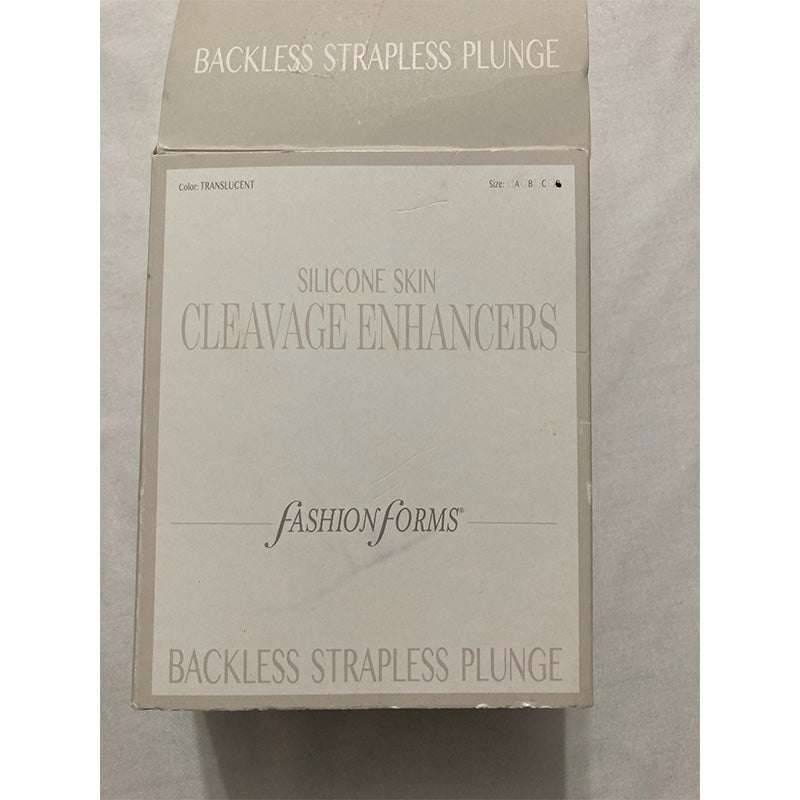 BACKLESS STRAPLESS PLUNGE
Color: TRANSLUCENT
Size: A B C
SILICONE SKIN
CLEAVAGE ENHANCERS
fASHION fORMS®
BACKLESS STRAPLESS PLUNGE